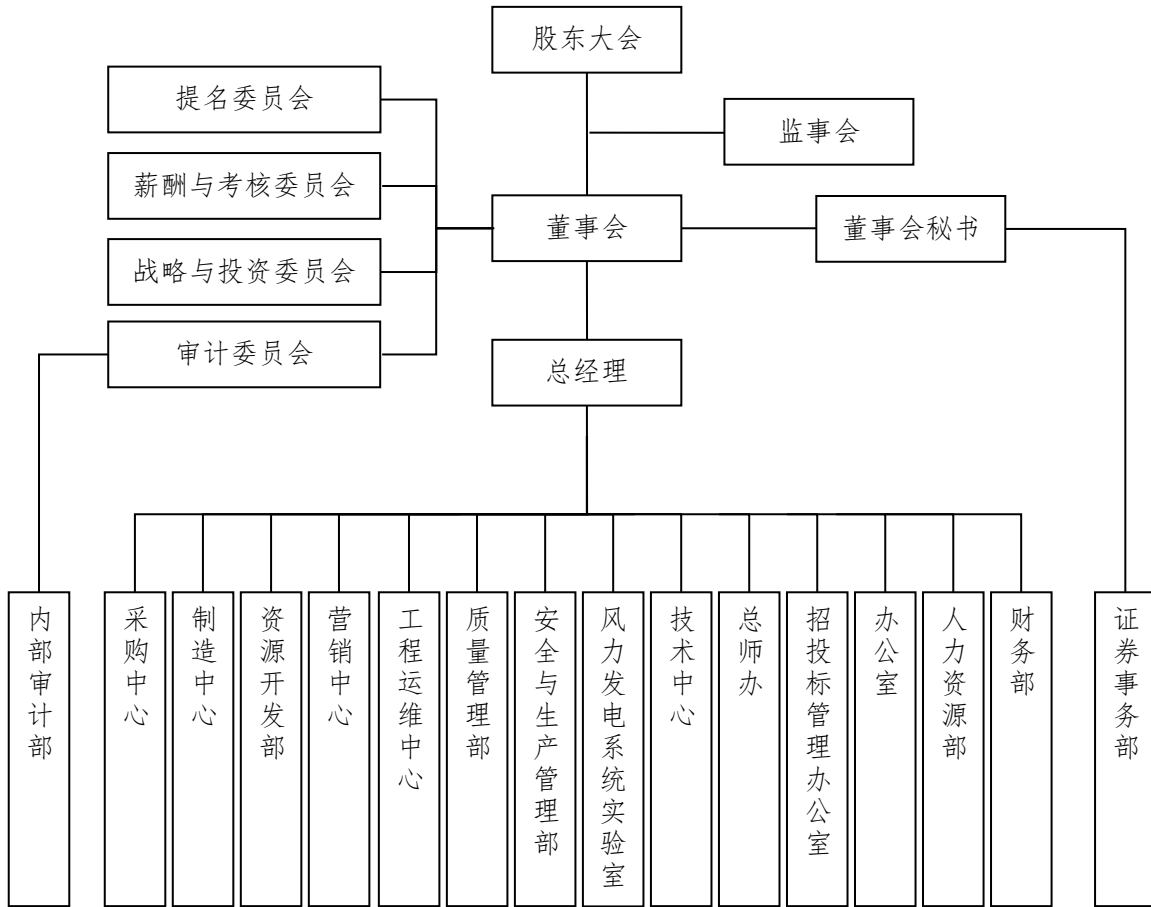 股东大会
提名委员会
监事会
薪酬与考核委员会
董事会
董事会秘书
战略与投资委员会
审计委员会
总经理
内部审计部
采购中心
制造中心
资源开发部
营销中心
工程运维中心
质量管理部
安全与生产管理部
风力发电系统实验室
技术中心
总师办
招投标管理办公室
办公室
人力资源部
财务部
证券事务部